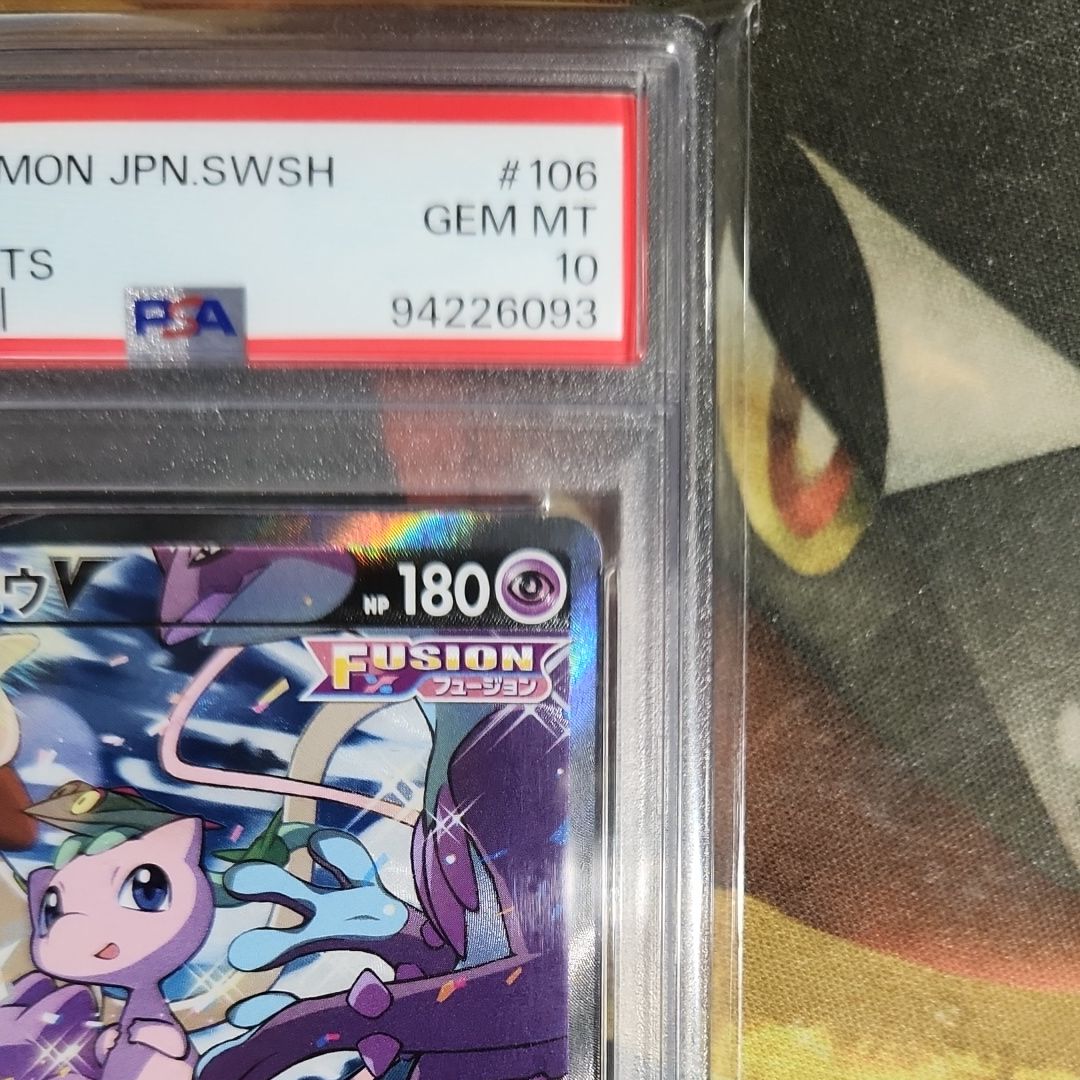 MON JPN.SWSH #106
GEM MT
TS 10
PSA 94226093
ゥV HP 180
FUSION
フュージョン